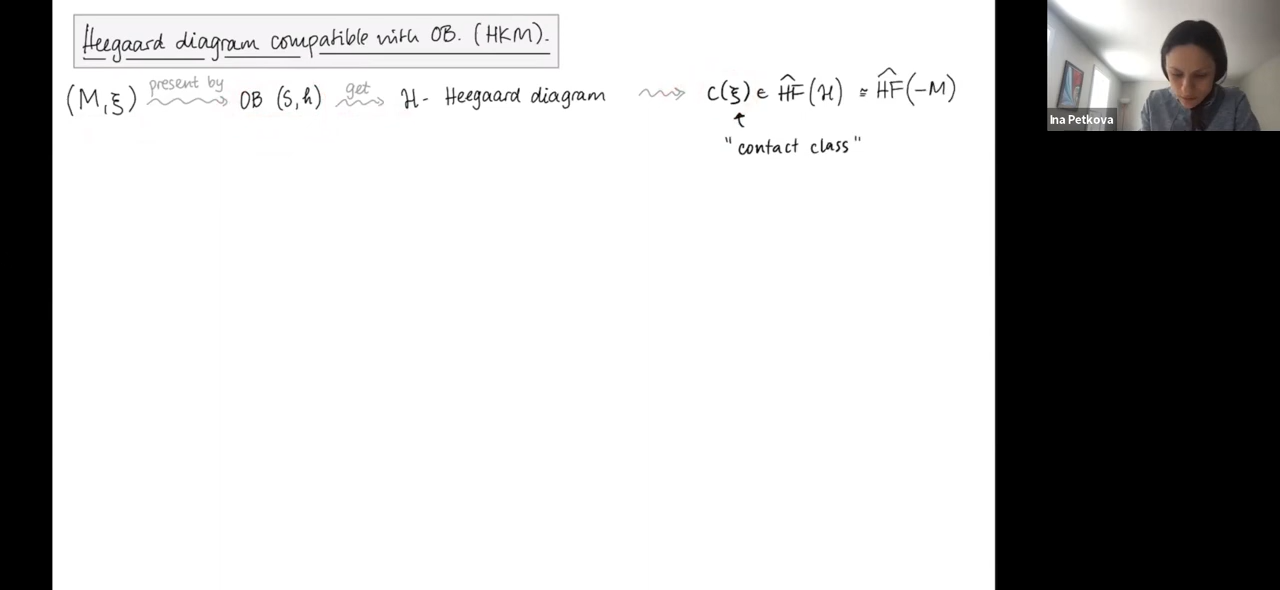 Heegaard diagram compatible with OB. (HKM).
(M,ξ) present by OB (S,h) get H - Heegaard diagram ⇝ c(ξ) ∈ ĤF(H) ≅ ĤF(-M)
"contact class"
Ina Petkova